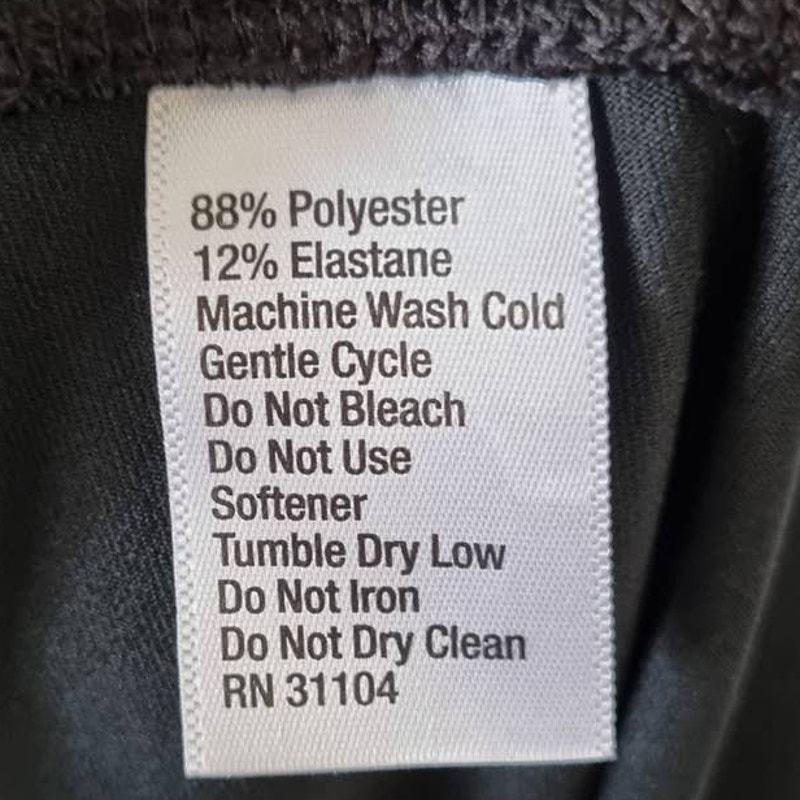 88% Polyester
12% Elastane
Machine Wash Cold
Gentle Cycle
Do Not Bleach
Do Not Use
Softener
Tumble Dry Low
Do Not Iron
Do Not Dry Clean
RN 31104